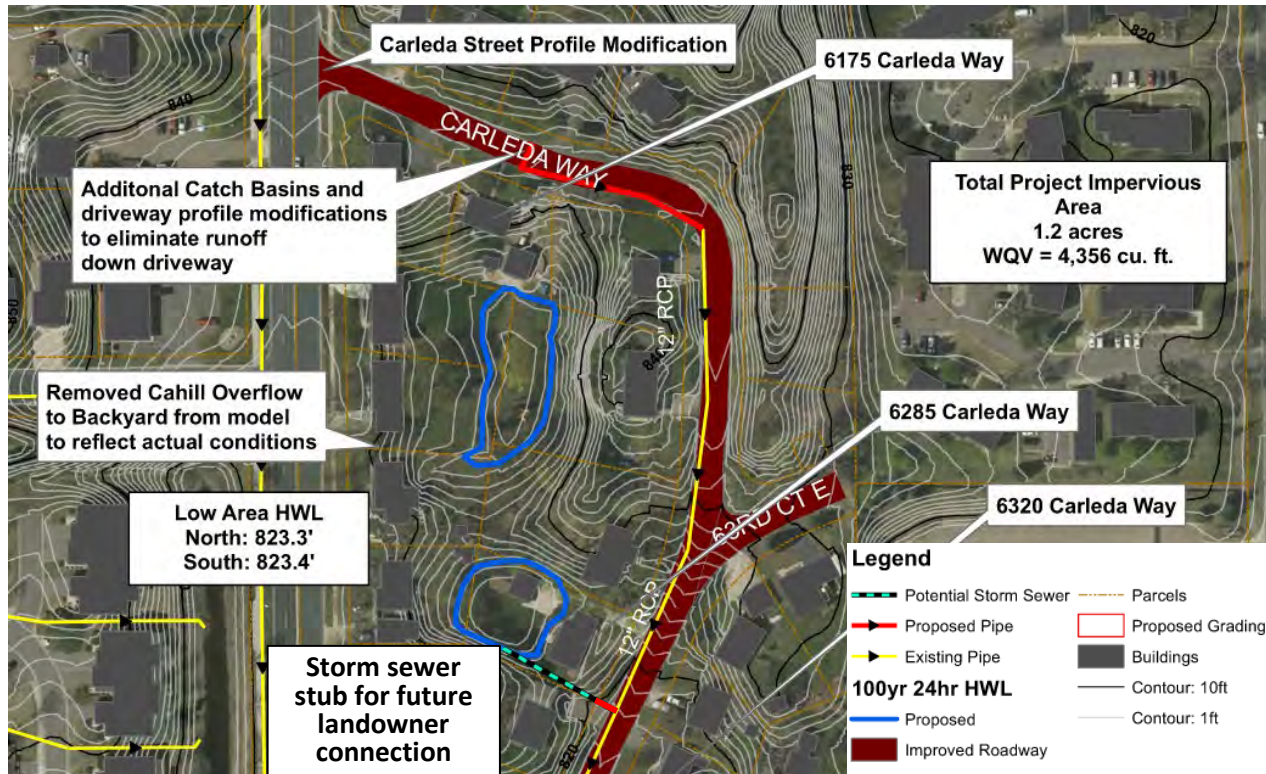 Carleda Street Profile Modification
6175 Carleda Way
820
840
CARLEDA WAY
Additonal Catch Basins and
driveway profile modifications
to eliminate runoff
down driveway
830
Total Project Impervious
Area
1.2 acres
WQV = 4,356 cu. ft.
850
12" RCP
840
Removed Cahill Overflow
to Backyard from model
to reflect actual conditions
6285 Carleda Way
63RD CT E
6320 Carleda Way
Low Area HWL
North: 823.3'
South: 823.4'
12" RCP
Storm sewer
stub for future
landowner
connection
820
Legend
Potential Storm Sewer
Proposed Pipe
Existing Pipe
100yr 24hr HWL
Proposed
Improved Roadway
Parcels
Proposed Grading
Buildings
Contour: 10ft
Contour: 1ft